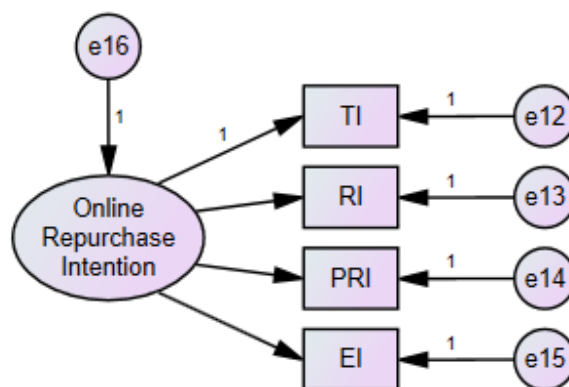 e16
1
1
TI
1
e12
RI
1
e13
Online
Repurchase
Intention
PRI
1
e14
EI
1
e15